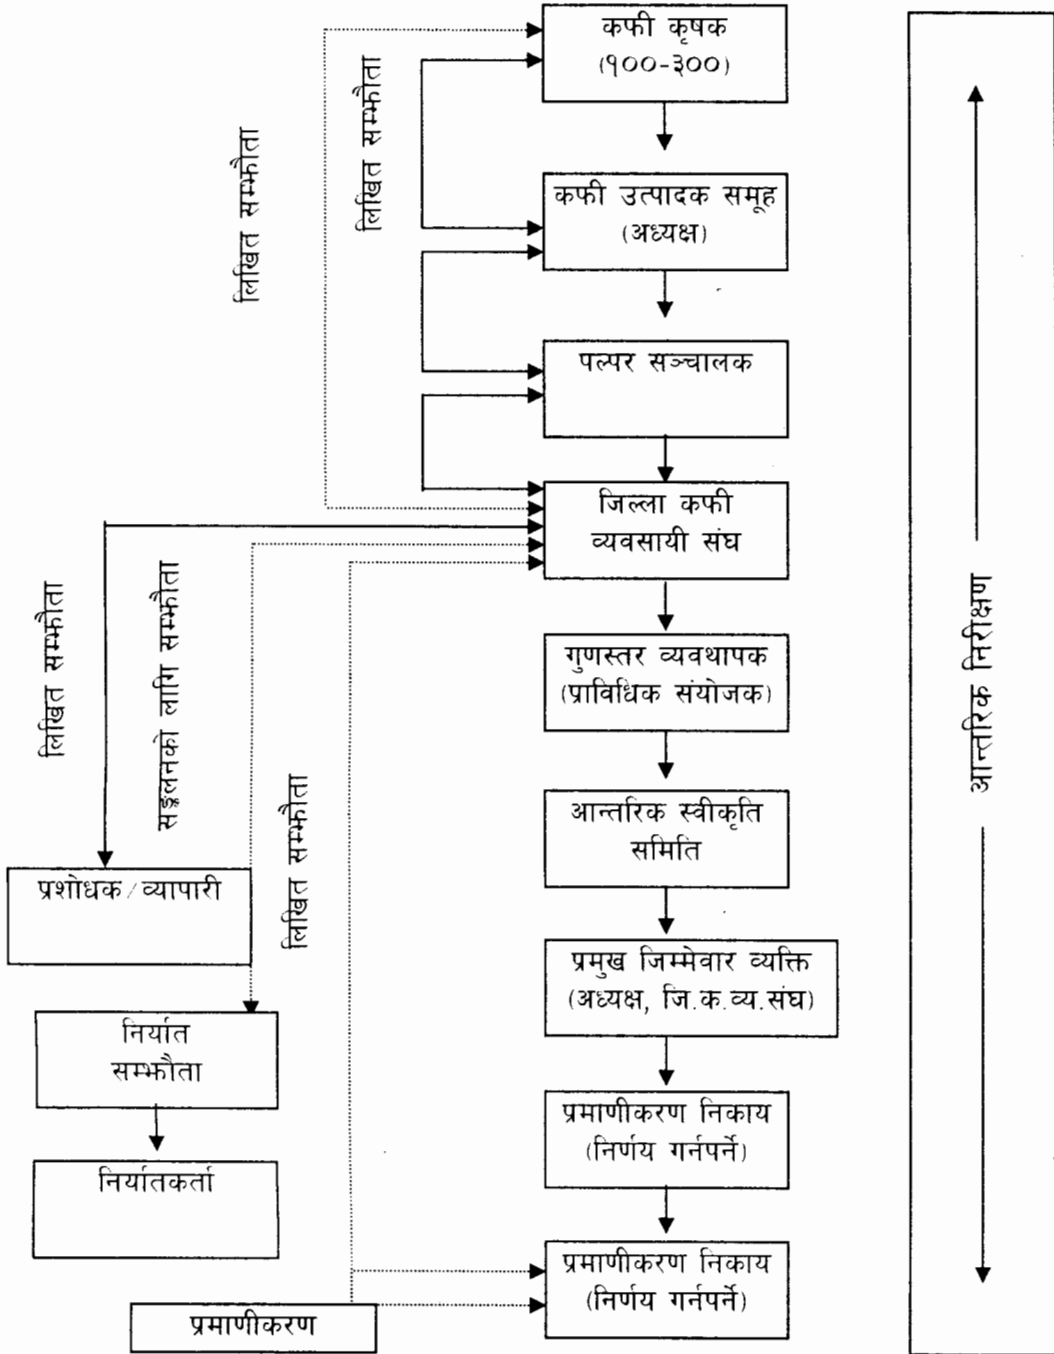 कफी कृषक
(१००-३००)
लिखित सम्झौता
लिखित सम्झौता
कफी उत्पादक समूह
(अध्यक्ष)
पल्पर सञ्चालक
जिल्ला कफी
व्यवसायी संघ
लिखित सम्झौता
सङ्कलनको लागि सम्झौता
लिखित सम्झौता
गुणस्तर व्यवथापक
(प्राविधिक संयोजक)
आन्तरिक स्वीकृति
समिति
प्रशोधक/व्यापारी
प्रमुख जिम्मेवार व्यक्ति
(अध्यक्ष, जि.क.व्य.संघ)
निर्यात
सम्झौता
प्रमाणीकरण निकाय
(निर्णय गर्नपर्ने)
निर्यातकर्ता
प्रमाणीकरण निकाय
(निर्णय गर्नपर्ने)
प्रमाणीकरण
आन्तरिक निरीक्षण